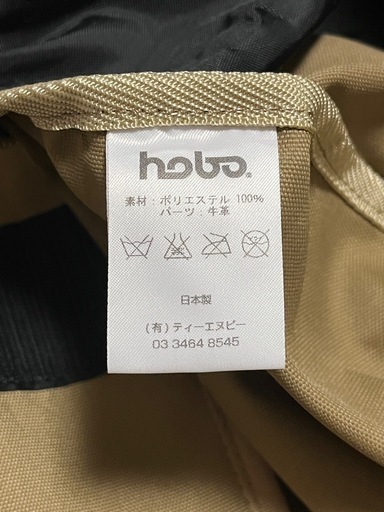 hobo.
素材：ポリエステル 100%
パーツ：牛革
日本製
(有) ティーエヌピー
03 3464 8545